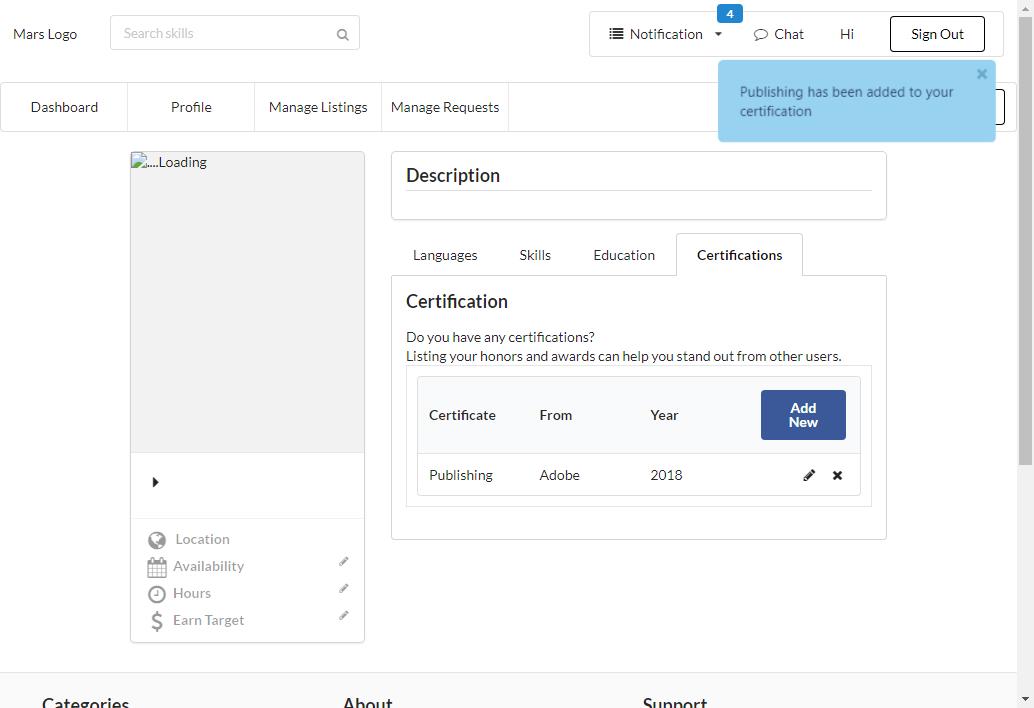 Mars Logo
Search skills
4
Notification
Chat
Hi
Sign Out
Dashboard
Profile
Manage Listings
Manage Requests
Publishing has been added to your
certification
....Loading
Description
Languages
Skills
Education
Certifications
Certification
Do you have any certifications?
Listing your honors and awards can help you stand out from other users.
Certificate From Year
Add
New
Publishing Adobe 2018
Location
Availability
Hours
Earn Target
Categories
About
Support